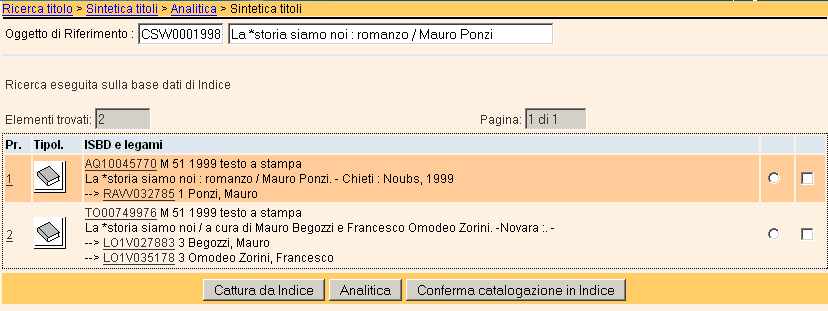 Ricerca titolo > Sintetica titoli > Analitica > Sintetica titoli
Oggetto di Riferimento : CSW0001998 La *storia siamo noi : romanzo / Mauro Ponzi
Ricerca eseguita sulla base dati di Indice
Elementi trovati: 2 Pagina: 1 di 1
Pr. Tipol. ISBD e legami
1 AQ10045770 M 51 1999 testo a stampa
La *storia siamo noi : romanzo / Mauro Ponzi. - Chieti : Noubs, 1999
--> RAVV032785 1 Ponzi, Mauro
2 TO00749976 M 51 1999 testo a stampa
La *storia siamo noi / a cura di Mauro Begozzi e Francesco Omodeo Zorini. -Novara :. -
--> LO1V027883 3 Begozzi, Mauro
--> LO1V035178 3 Omodeo Zorini, Francesco
Cattura da Indice Analitica Conferma catalogazione in Indice